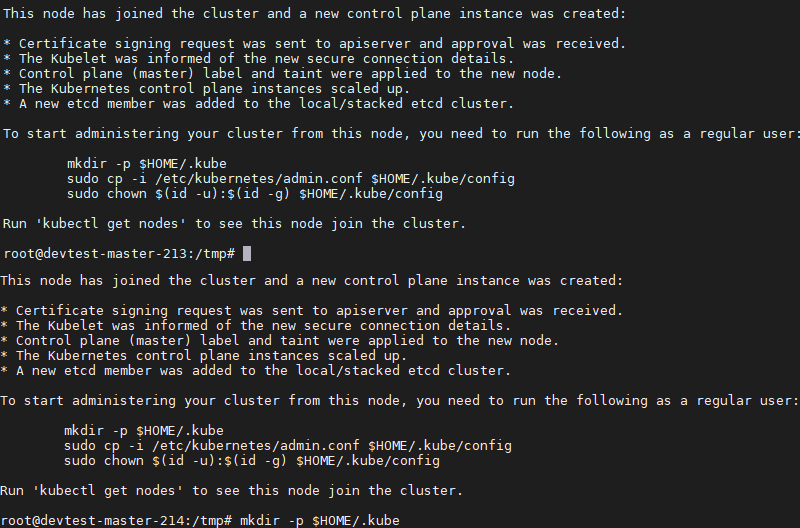 This node has joined the cluster and a new control plane instance was created:
* Certificate signing request was sent to apiserver and approval was received.
* The Kubelet was informed of the new secure connection details.
* Control plane (master) label and taint were applied to the new node.
* The Kubernetes control plane instances scaled up.
* A new etcd member was added to the local/stacked etcd cluster.
To start administering your cluster from this node, you need to run the following as a regular user:
mkdir -p $HOME/.kube
sudo cp -i /etc/kubernetes/admin.conf $HOME/.kube/config
sudo chown $(id -u):$(id -g) $HOME/.kube/config
Run 'kubectl get nodes' to see this node join the cluster.
root@devtest-master-213:/tmp#
This node has joined the cluster and a new control plane instance was created:
* Certificate signing request was sent to apiserver and approval was received.
* The Kubelet was informed of the new secure connection details.
* Control plane (master) label and taint were applied to the new node.
* The Kubernetes control plane instances scaled up.
* A new etcd member was added to the local/stacked etcd cluster.
To start administering your cluster from this node, you need to run the following as a regular user:
mkdir -p $HOME/.kube
sudo cp -i /etc/kubernetes/admin.conf $HOME/.kube/config
sudo chown $(id -u):$(id -g) $HOME/.kube/config
Run 'kubectl get nodes' to see this node join the cluster.
root@devtest-master-214:/tmp# mkdir -p $HOME/.kube